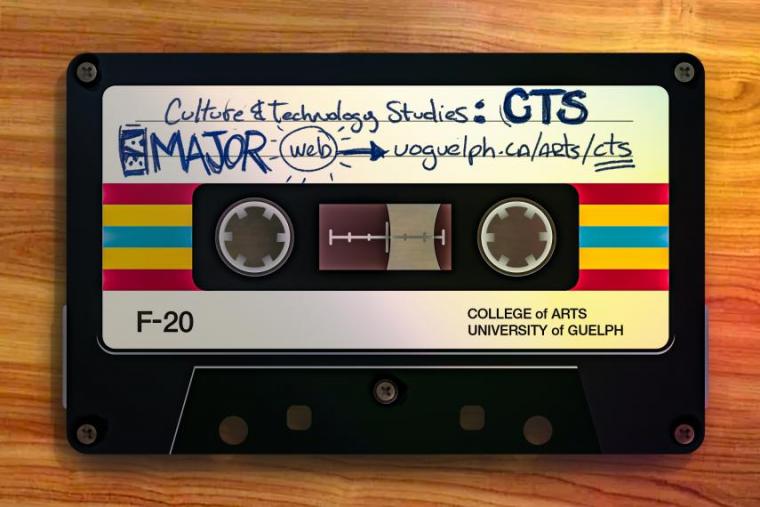 Culture & Technology Studies: CTS
BA MAJOR web → uoguelph.ca/arts/cts
F-20
COLLEGE of ARTS
UNIVERSITY of GUELPH